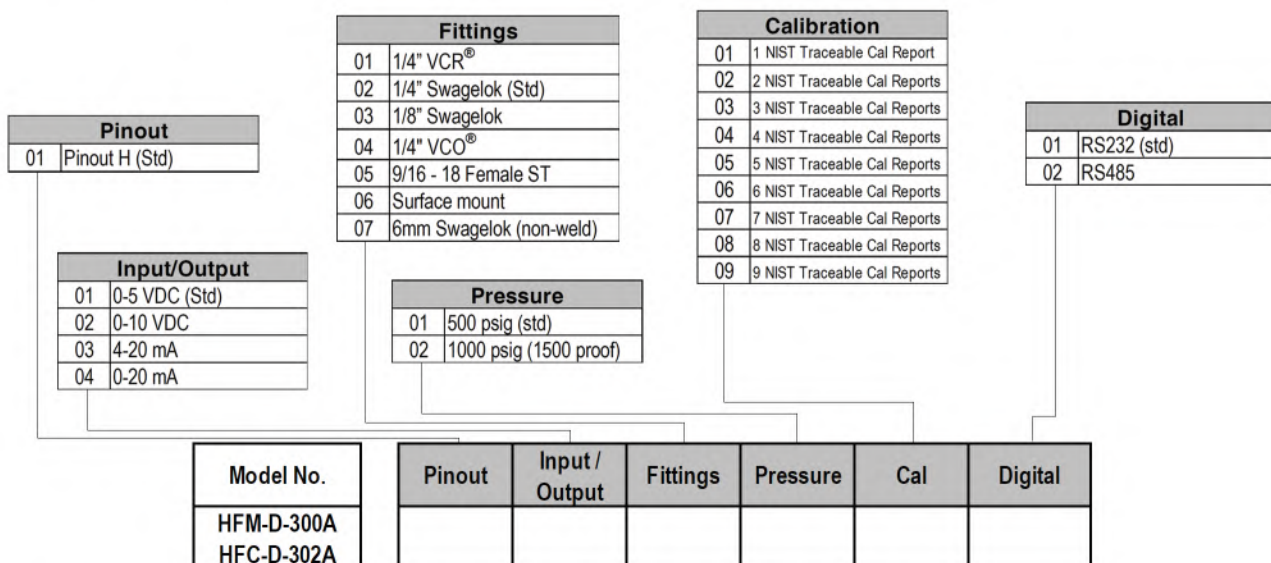 Pinout
01 Pinout H (Std)
Input/Output
01 0-5 VDC (Std)
02 0-10 VDC
03 4-20 mA
04 0-20 mA
Fittings
01 1/4” VCR®
02 1/4” Swagelok (Std)
03 1/8” Swagelok
04 1/4” VCO®
05 9/16 - 18 Female ST
06 Surface mount
07 6mm Swagelok (non-weld)
Pressure
01 500 psig (std)
02 1000 psig (1500 proof)
Calibration
01 1 NIST Traceable Cal Report
02 2 NIST Traceable Cal Reports
03 3 NIST Traceable Cal Reports
04 4 NIST Traceable Cal Reports
05 5 NIST Traceable Cal Reports
06 6 NIST Traceable Cal Reports
07 7 NIST Traceable Cal Reports
08 8 NIST Traceable Cal Reports
09 9 NIST Traceable Cal Reports
Digital
01 RS232 (std)
02 RS485
Model No.
Pinout
Input /
Output
Fittings
Pressure
Cal
Digital
HFM-D-300A
HFC-D-302A